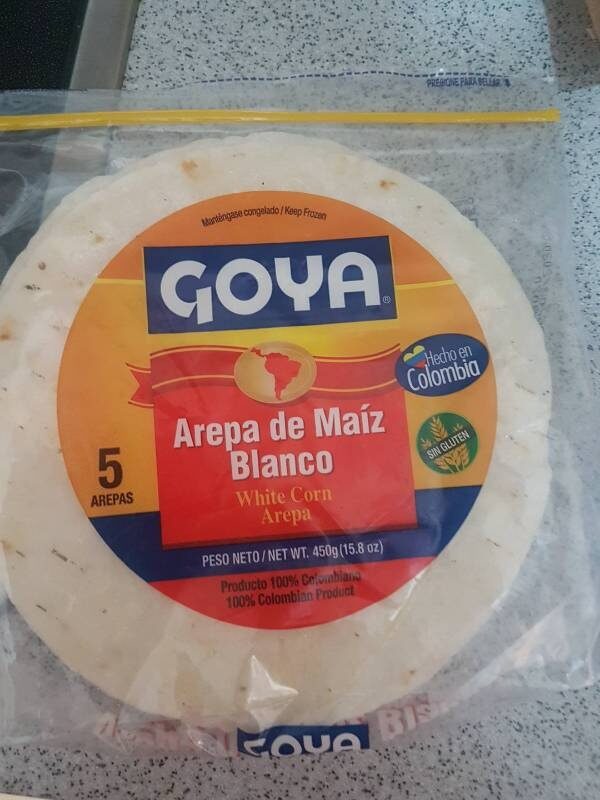 PRESIONE PARA SELLAR
Manténgase congelado / Keep Frozen
GOYA®
Hecho en
Colombia
Arepa de Maíz
Blanco
SIN GLUTEN
5
AREPAS
White Corn
Arepa
PESO NETO / NET WT. 450g (15.8 oz)
Producto 100% Colombiano
100% Colombian Product
GOYA